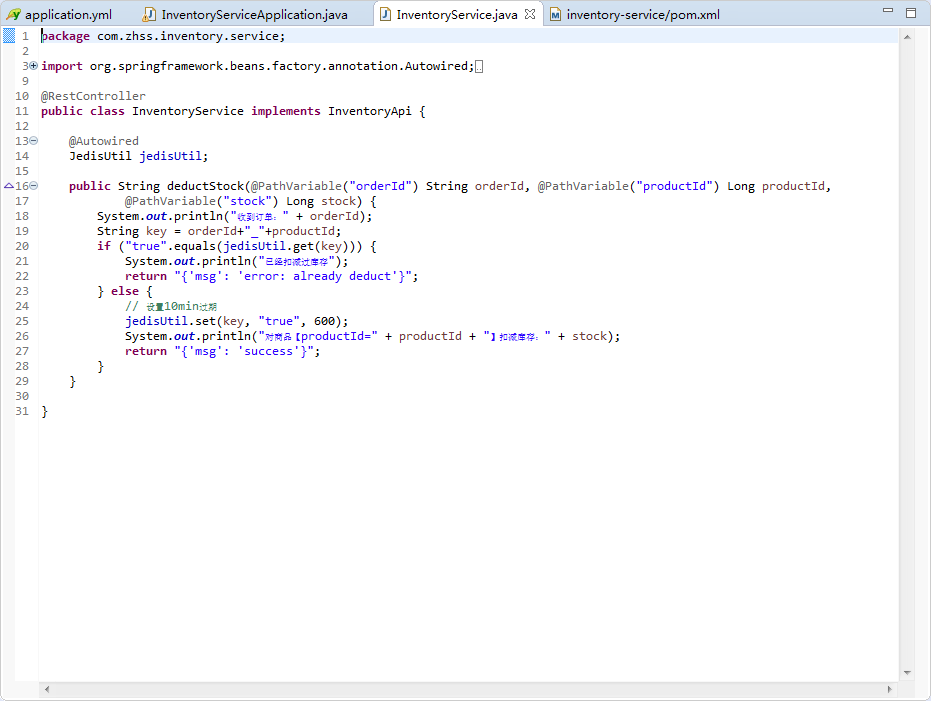 application.yml InventoryServiceApplication.java InventoryService.java inventory-service/pom.xml
1 package com.zhss.inventory.service;
2
3 import org.springframework.beans.factory.annotation.Autowired;
9
10 @RestController
11 public class InventoryService implements InventoryApi {
12
13 @Autowired
14 JedisUtil jedisUtil;
15
16 public String deductStock(@PathVariable("orderId") String orderId, @PathVariable("productId") Long productId,
17 @PathVariable("stock") Long stock) {
18 System.out.println("收到订单：" + orderId);
19 String key = orderId+"_"+productId;
20 if ("true".equals(jedisUtil.get(key))) {
21 System.out.println("已经扣减过库存");
22 return "{'msg': 'error: already deduct'}";
23 } else {
24 // 设置10min过期
25 jedisUtil.set(key, "true", 600);
26 System.out.println("对商品【productId=" + productId + "】扣减库存：" + stock);
27 return "{'msg': 'success'}";
28 }
29 }
30
31 }